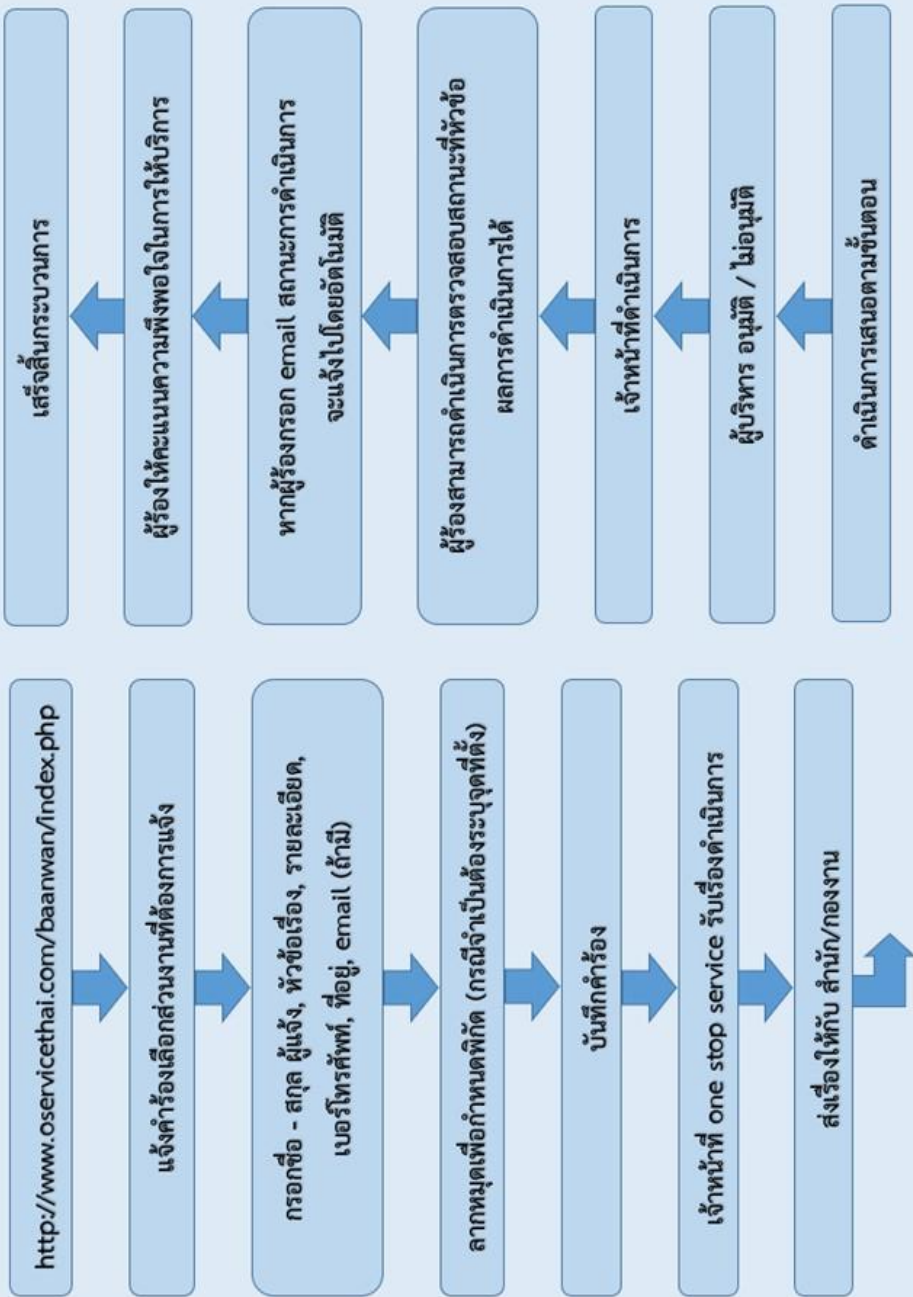 http://www.oservicethai.com/baanwan/index.php
แจ้งคำร้องเลือกส่วนงานที่ต้องการแจ้ง
กรอกชื่อ - สกุล ผู้แจ้ง, หัวข้อเรื่อง, รายละเอียด,
เบอร์โทรศัพท์, ที่อยู่, email (ถ้ามี)
ลากหมุดเพื่อกำหนดพิกัด (กรณีจำเป็นต้องระบุจุดที่ตั้ง)
บันทึกคำร้อง
เจ้าหน้าที่ one stop service รับเรื่องดำเนินการ
ส่งเรื่องให้กับ สำนัก/กองงาน
ดำเนินการเสนอตามขั้นตอน
ผู้บริหาร อนุมัติ / ไม่อนุมัติ
เจ้าหน้าที่ดำเนินการ
ผู้ร้องสามารถดำเนินการตรวจสอบสถานะที่หัวข้อ
ผลการดำเนินการได้
หากผู้ร้องกรอก email สถานะการดำเนินการ
จะแจ้งไปโดยอัตโนมัติ
ผู้ร้องให้คะแนนความพึงพอใจในการให้บริการ
เสร็จสิ้นกระบวนการ